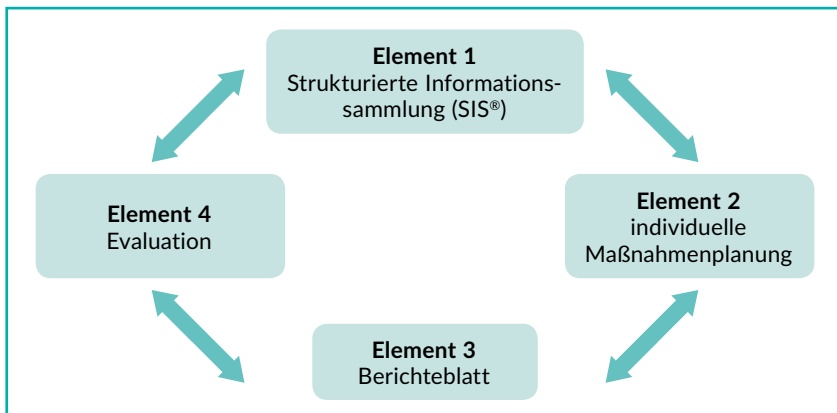 Element 1
Strukturierte Informations-
sammlung (SIS®)
Element 4
Evaluation
Element 2
individuelle
Maßnahmenplanung
Element 3
Berichteblatt